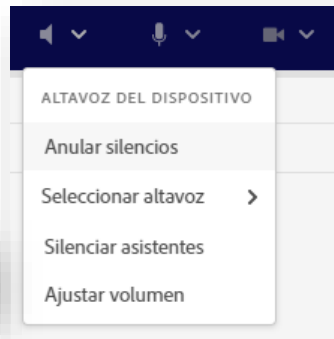 ALTAVOZ DEL DISPOSITIVO
Anular silencios
Seleccionar altavoz
Silenciar asistentes
Ajustar volumen